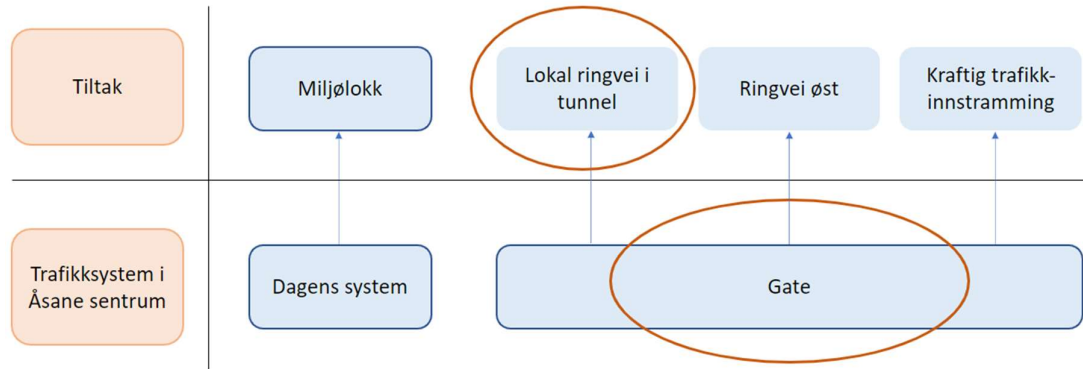 Tiltak
Miljølokk
Lokal ringvei i
tunnel
Ringvei øst
Kraftig trafikk-
innstramming
Trafikksystem i
Åsane sentrum
Dagens system
Gate